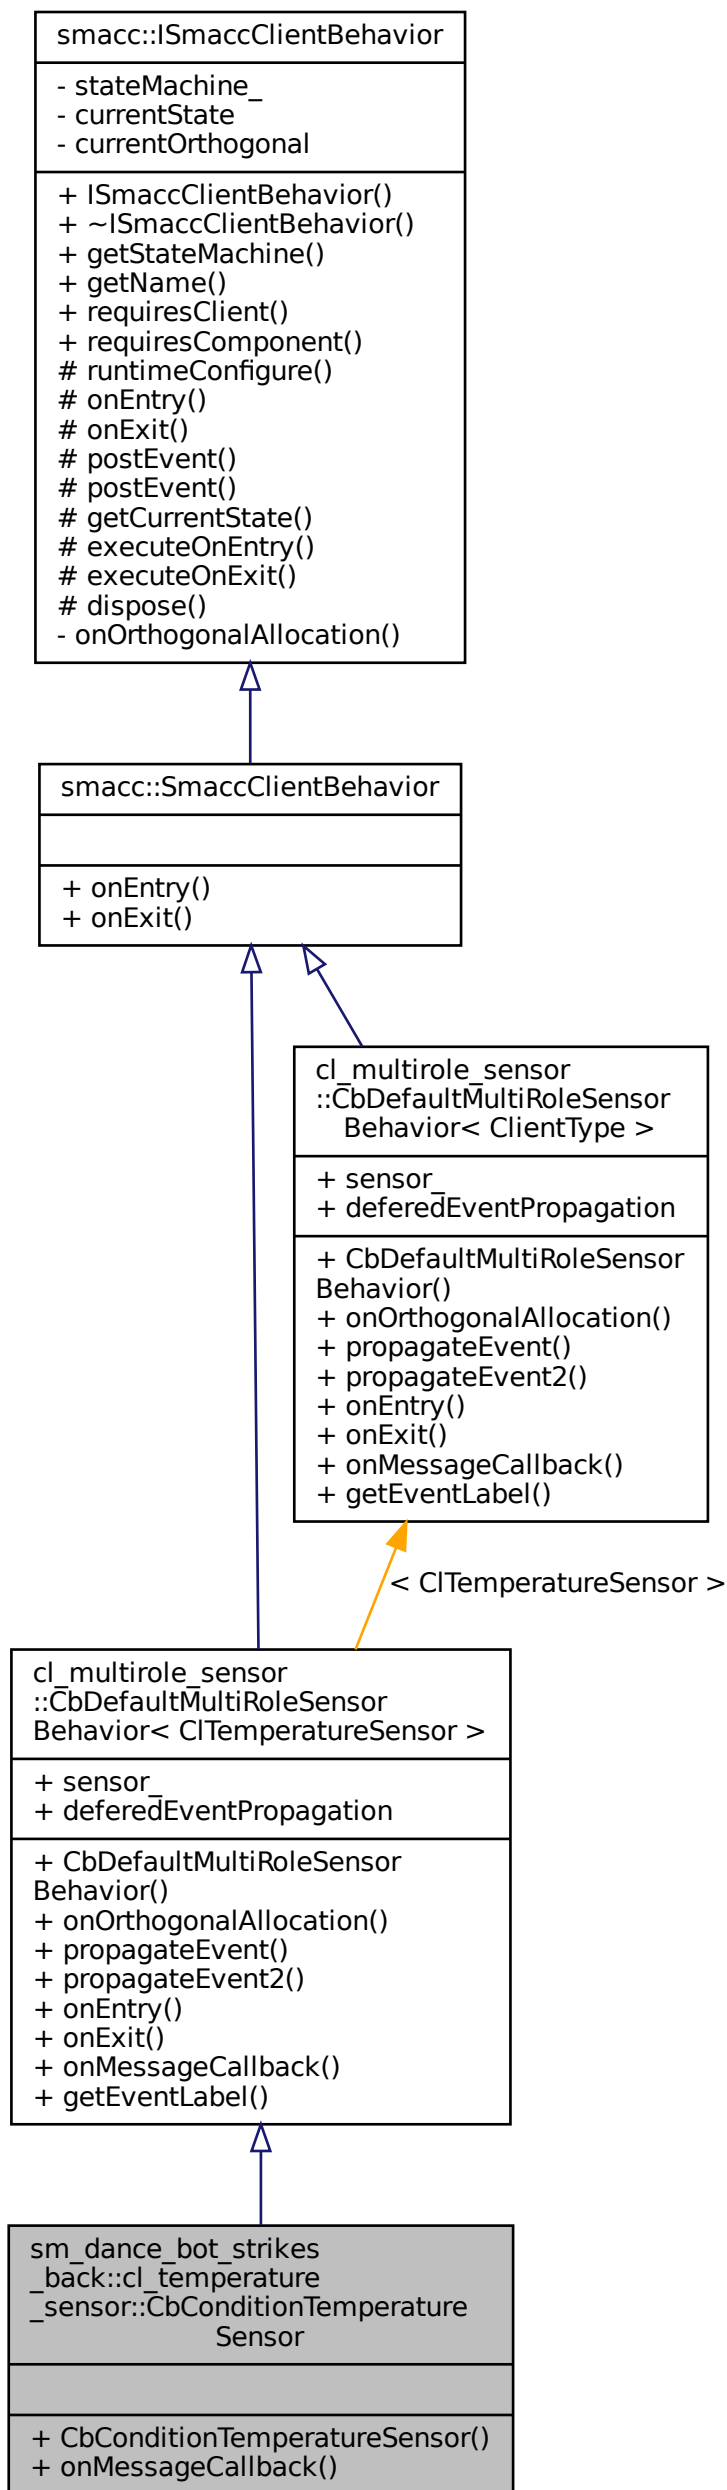 smacc::ISmaccClientBehavior
- stateMachine_
- currentState
- currentOrthogonal
+ ISmaccClientBehavior()
+ ~ISmaccClientBehavior()
+ getStateMachine()
+ getName()
+ requiresClient()
+ requiresComponent()
# runtimeConfigure()
# onEntry()
# onExit()
# postEvent()
# postEvent()
# getCurrentState()
# executeOnEntry()
# executeOnExit()
# dispose()
- onOrthogonalAllocation()
smacc::SmaccClientBehavior
+ onEntry()
+ onExit()
cl_multirole_sensor
::CbDefaultMultiRoleSensor
Behavior< ClientType >
+ sensor_
+ deferedEventPropagation
+ CbDefaultMultiRoleSensor
Behavior()
+ onOrthogonalAllocation()
+ propagateEvent()
+ propagateEvent2()
+ onEntry()
+ onExit()
+ onMessageCallback()
+ getEventLabel()
< ClTemperatureSensor >
cl_multirole_sensor
::CbDefaultMultiRoleSensor
Behavior< ClTemperatureSensor >
+ sensor_
+ deferedEventPropagation
+ CbDefaultMultiRoleSensor
Behavior()
+ onOrthogonalAllocation()
+ propagateEvent()
+ propagateEvent2()
+ onEntry()
+ onExit()
+ onMessageCallback()
+ getEventLabel()
sm_dance_bot_strikes
_back::cl_temperature
_sensor::CbConditionTemperature
Sensor
+ CbConditionTemperatureSensor()
+ onMessageCallback()